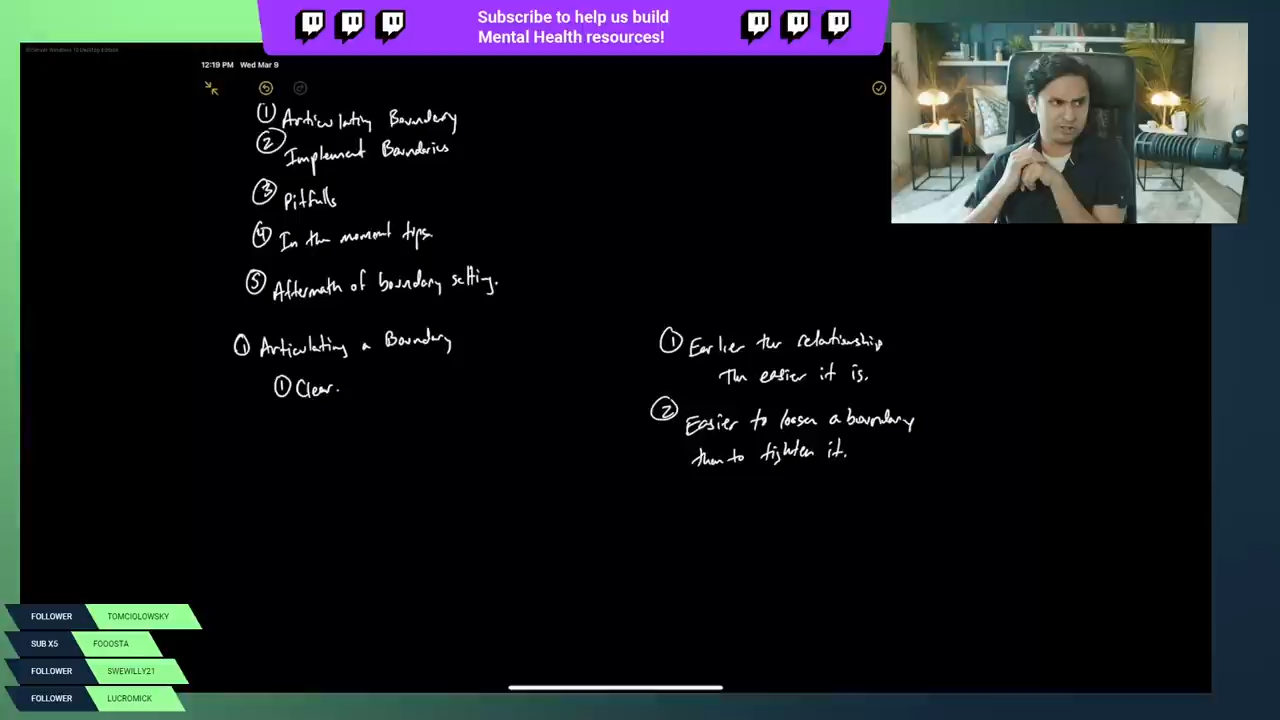 Subscribe to help us build
Mental Health resources!
12:19 PM Wed Mar 9
① Articulating Boundary
② Implement Boundaries
③ Pitfulls
④ In the moment tips.
⑤ Aftermath of boundary setting.
① Articulating a Boundary
① Clear.
① Earlier the relationship
The easier it is.
② Easier to loosen a boundary
than to tighten it.
FOLLOWER TOMCIOLOWSKY
SUB X5 FOOOSTA
FOLLOWER SWEWILLY21
FOLLOWER LUCROMICK